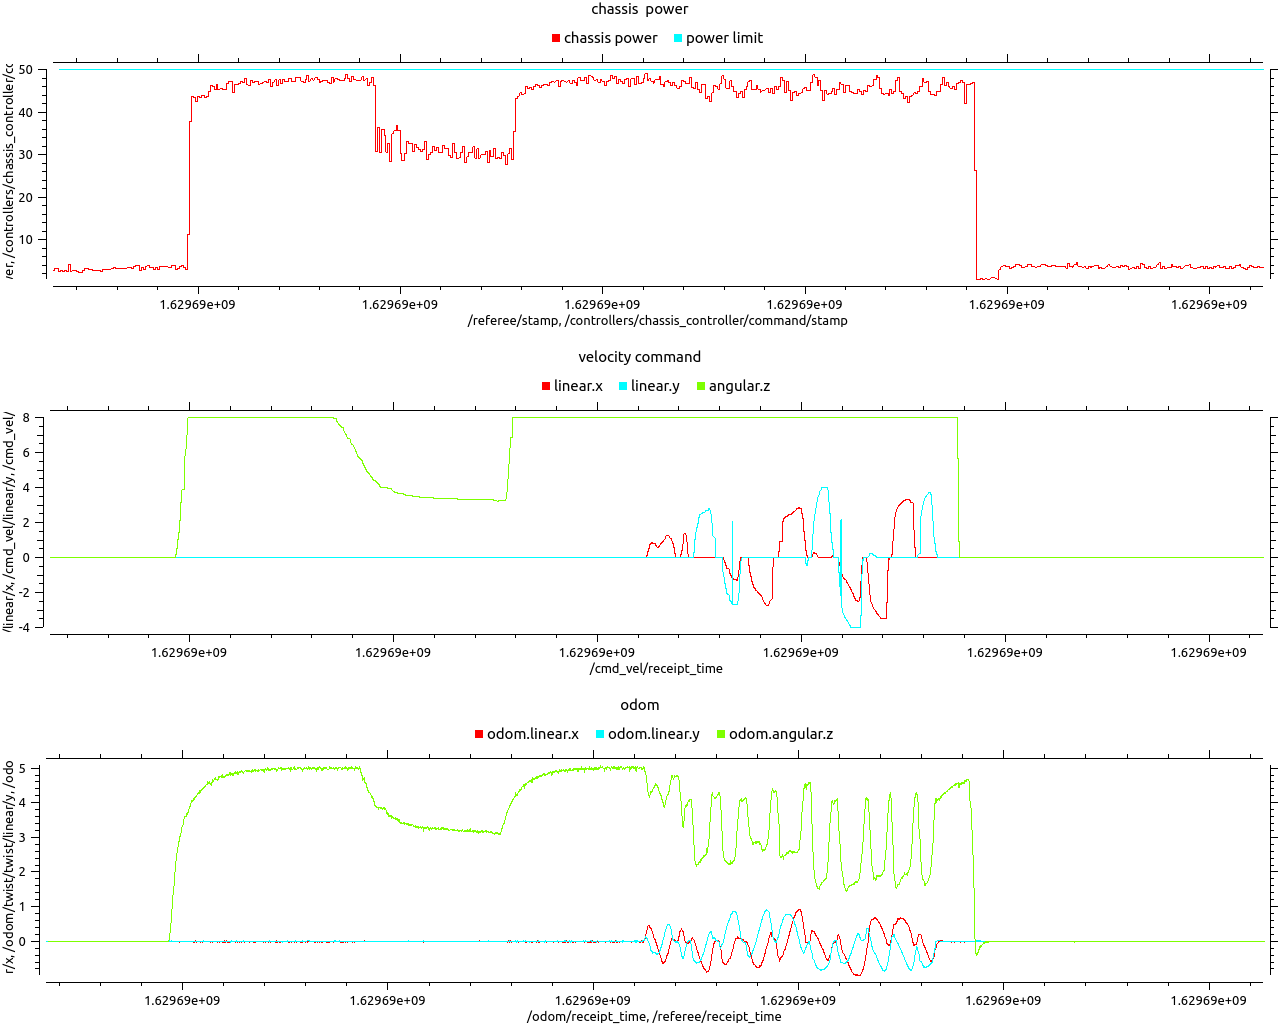 chassis power
chassis power power limit
50
40
30
20
10
/er, /controllers/chassis_controller/cc
1.62969e+09 1.62969e+09 1.62969e+09 1.62969e+09 1.62969e+09 1.62969e+09
/referee/stamp, /controllers/chassis_controller/command/stamp
velocity command
linear.x linear.y angular.z
8
6
4
2
0
-2
-4
/linear/x, /cmd_vel/linear/y, /cmd_vel/
1.62969e+09 1.62969e+09 1.62969e+09 1.62969e+09 1.62969e+09 1.62969e+09
/cmd_vel/receipt_time
odom
odom.linear.x odom.linear.y odom.angular.z
5
4
3
2
1
0
r/x, /odom/twist/twist/linear/y, /odo
1.62969e+09 1.62969e+09 1.62969e+09 1.62969e+09 1.62969e+09 1.62969e+09
/odom/receipt_time, /referee/receipt_time